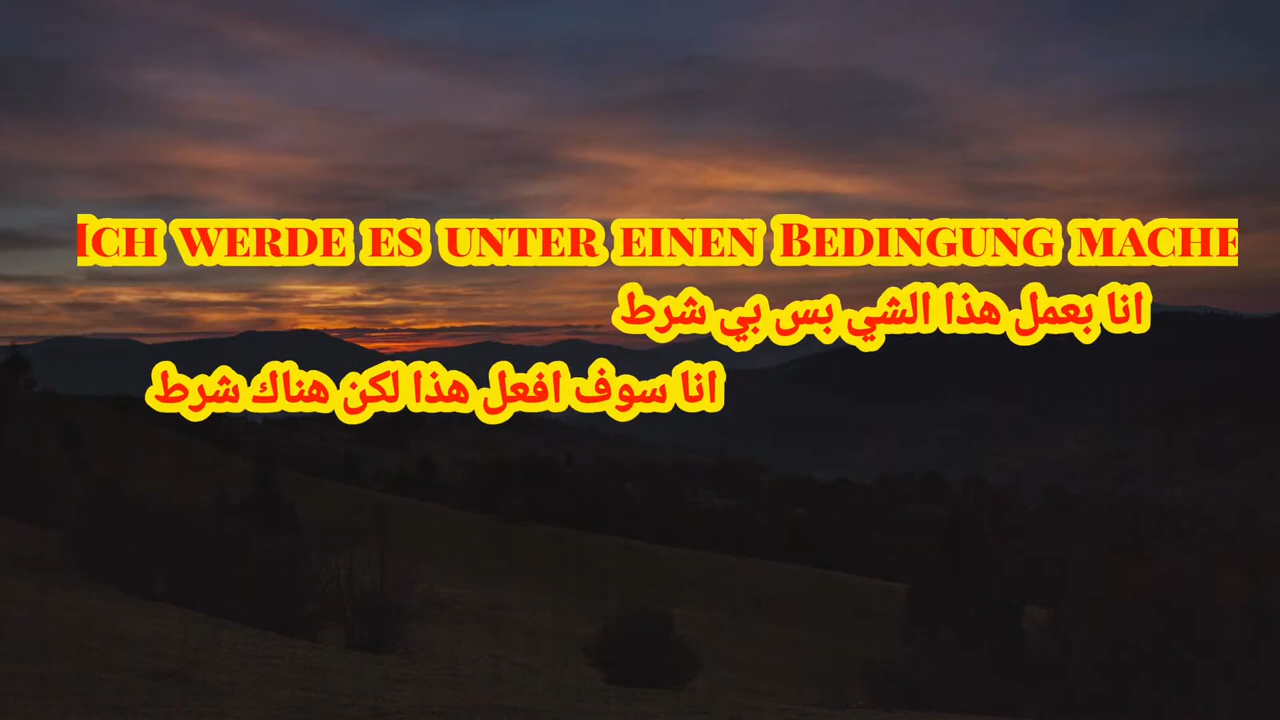 Ich werde es unter einen Bedingung mache
انا بعمل هذا الشي بس بي شرط
انا سوف افعل هذا لكن هناك شرط